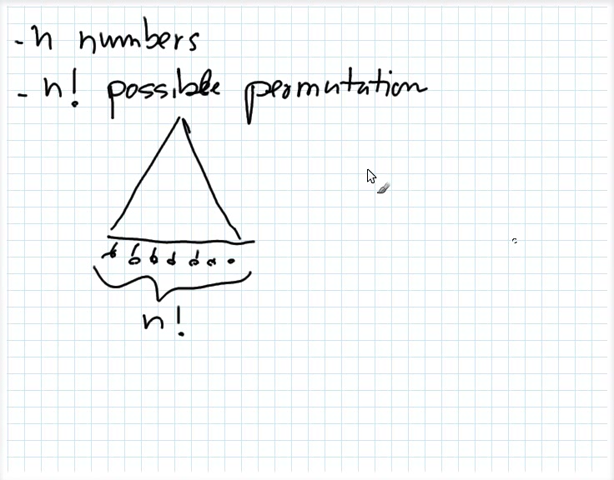 - n numbers
- n! possible permutation
n!